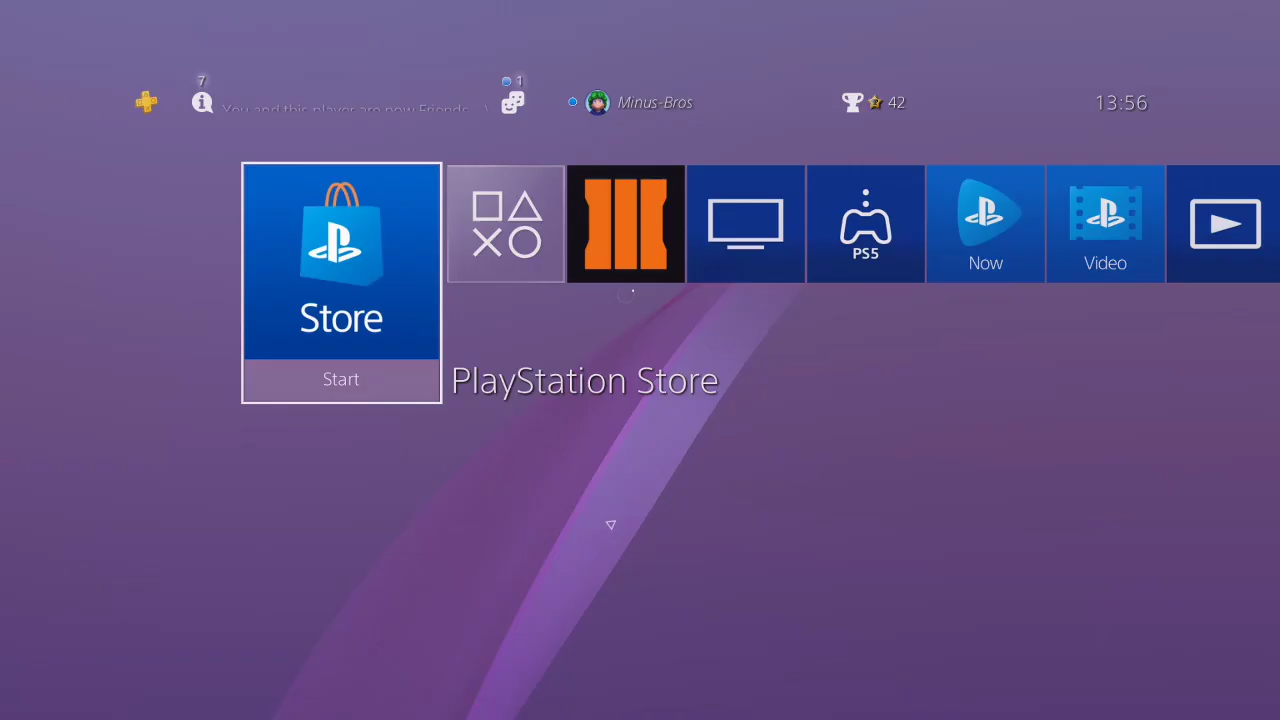 7
1
You and this player are now Friends.
Minus-Bros
42
13:56
Store
Start
PlayStation Store
PS5
Now
Video